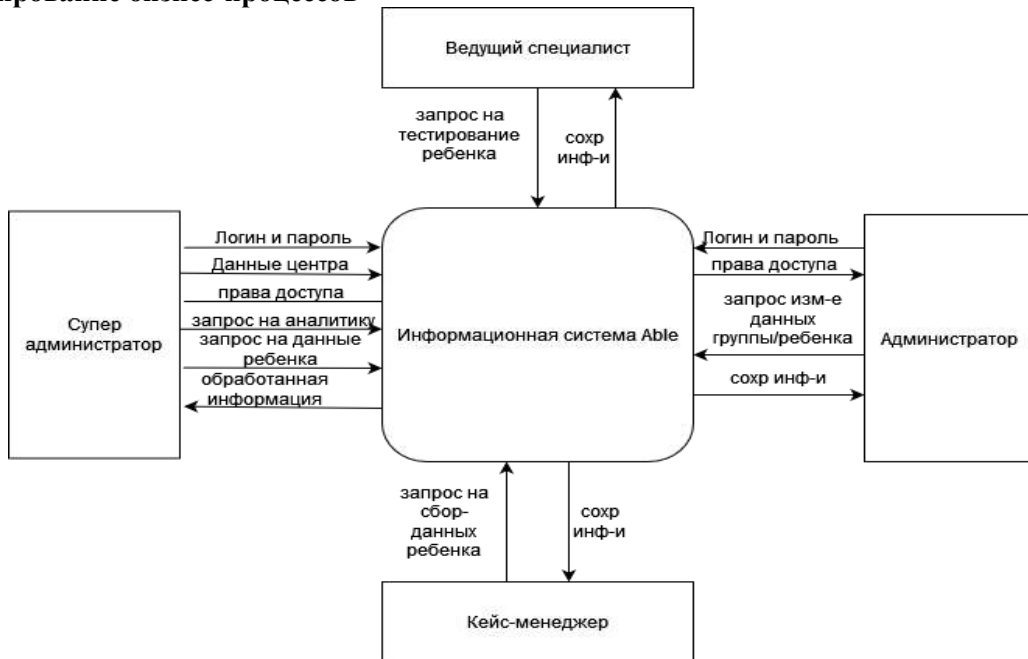 бизнес процессов
Ведущий специалист
запрос на
тестирование
ребенка
сохр
инф-и
Логин и пароль
Данные центра
права доступа
запрос на аналитику
запрос на данные
ребенка
обработанная
информация
Супер
администратор
Информационная система Able
Логин и пароль
права доступа
запрос изм-е
данных
группы/ребенка
сохр инф-и
Администратор
запрос на
сбор-
данных
ребенка
сохр
инф-и
Кейс-менеджер